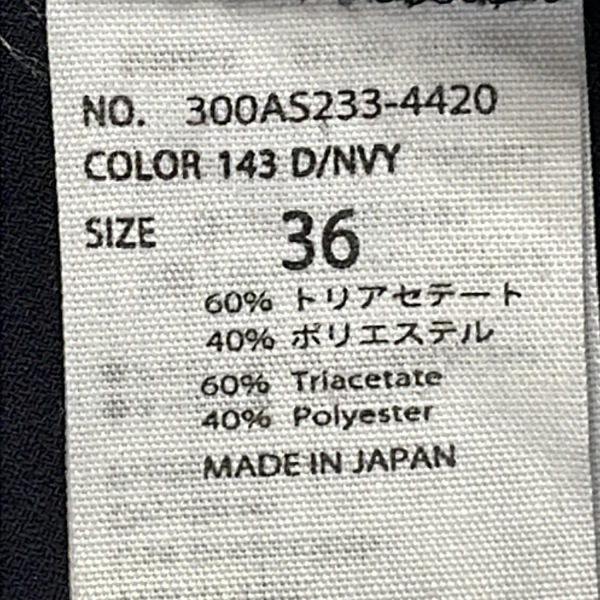 NO. 300AS233-4420
COLOR 143 D/NVY
SIZE 36
60% トリアセテート
40% ポリエステル
60% Triacetate
40% Polyester
MADE IN JAPAN